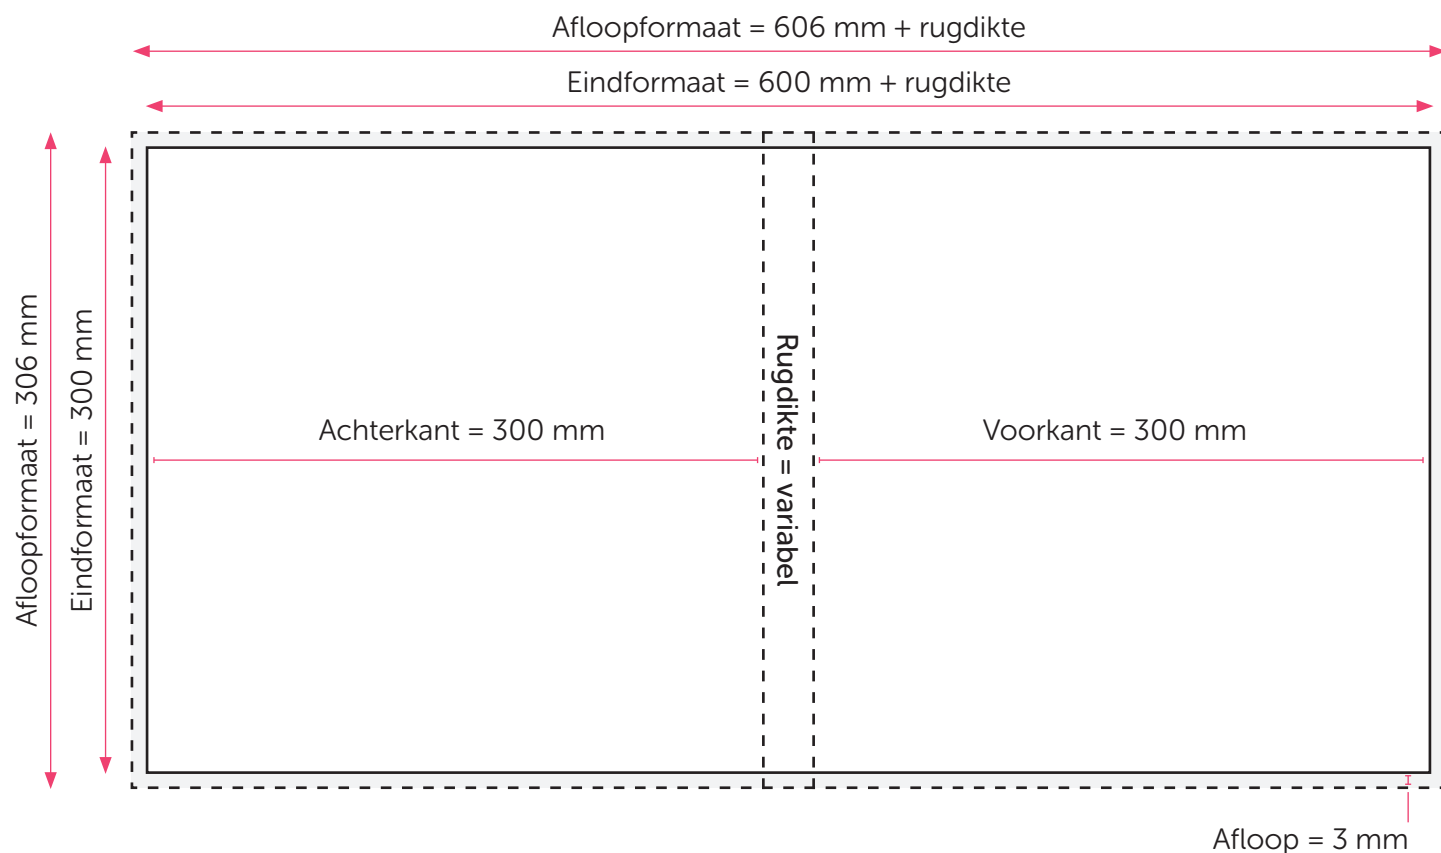 Afloopformaat = 606 mm + rugdikte
Eindformaat = 600 mm + rugdikte
Afloopformaat = 306 mm
Eindformaat = 300 mm
Achterkant = 300 mm
Rugdikte = variabel
Voorkant = 300 mm
Afloop = 3 mm